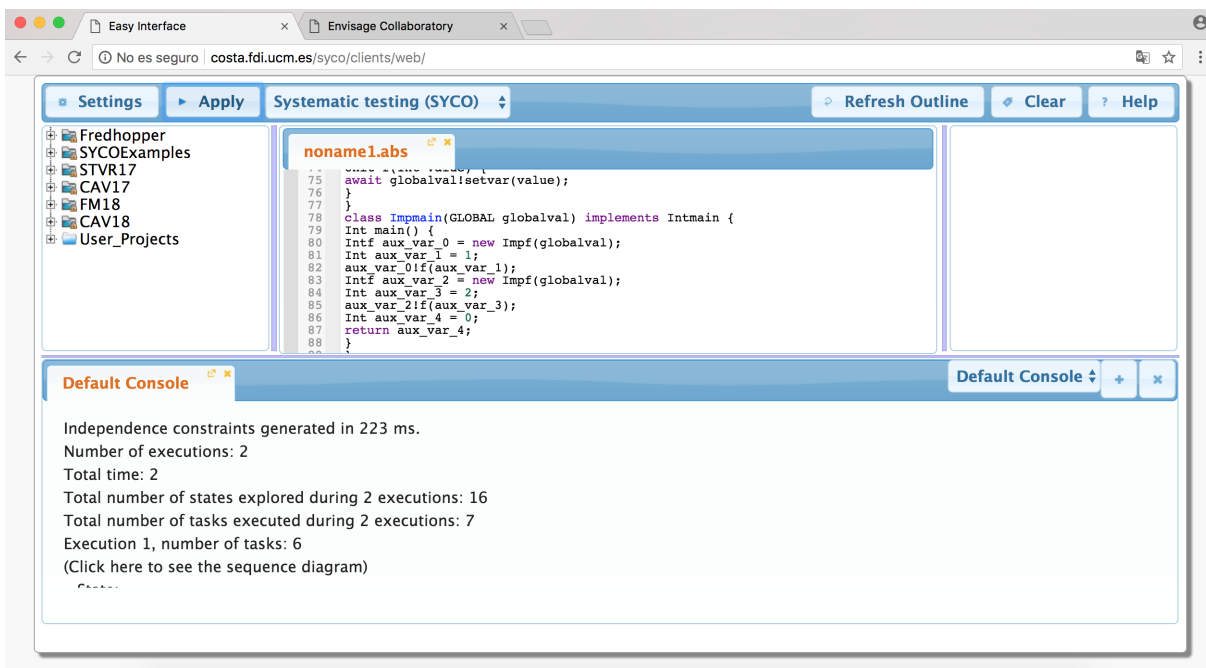 Easy Interface
Envisage Collaboratory
No es seguro costa.fdi.ucm.es/syco/clients/web/
Settings Apply Systematic testing (SYCO) Refresh Outline Clear ? Help
Fredhopper
SYCOExamples
STVR17
CAV17
FM18
CAV18
User_Projects
noname1.abs
75 await globalval!setvar(value);
76 }
77 }
78 class Impmain(GLOBAL globalval) implements Intmain {
79 Int main() {
80 Intf aux_var_0 = new Impf(globalval);
81 Int aux_var_1 = 1;
82 aux_var_0!f(aux_var_1);
83 Intf aux_var_2 = new Impf(globalval);
84 Int aux_var_3 = 2;
85 aux_var_2!f(aux_var_3);
86 Int aux_var_4 = 0;
87 return aux_var_4;
88 }
Default Console
Default Console
Independence constraints generated in 223 ms.
Number of executions: 2
Total time: 2
Total number of states explored during 2 executions: 16
Total number of tasks executed during 2 executions: 7
Execution 1, number of tasks: 6
(Click here to see the sequence diagram)